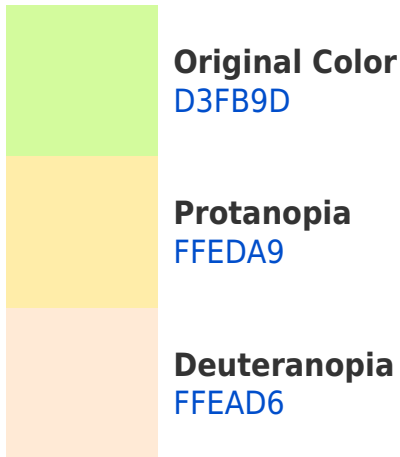 Original Color
D3FB9D
Protanopia
FFEDA9
Deuteranopia
FFEAD6